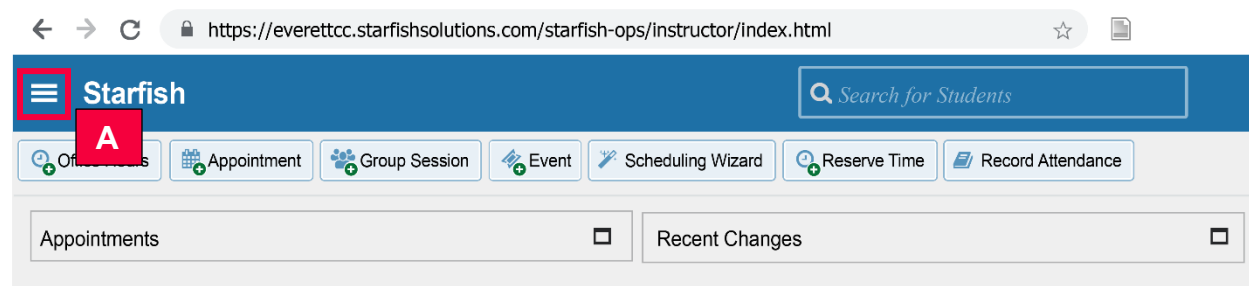 https://everettcc.starfishsolutions.com/starfish-ops/instructor/index.html
Starfish
Search for Students
A
Office Hours Appointment Group Session Event Scheduling Wizard Reserve Time Record Attendance
Appointments Recent Changes